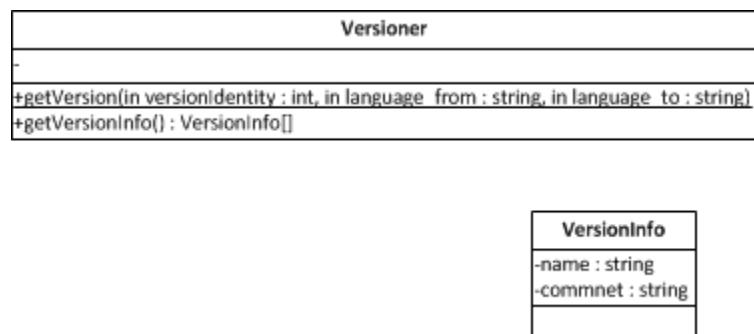 Versioner
-
+getVersion(in versionIdentity : int, in language_from : string, in language_to : string)
+getVersionInfo() : VersionInfo[]
VersionInfo
-name : string
-commnet : string